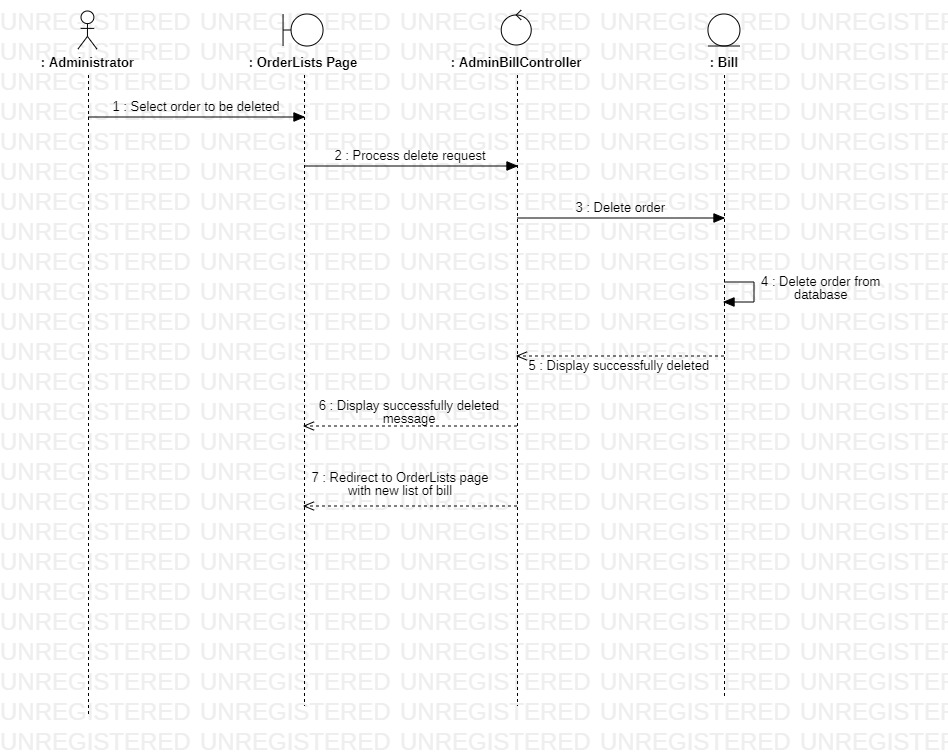 : Administrator
: OrderLists Page
: AdminBillController
: Bill
1 : Select order to be deleted
2 : Process delete request
3 : Delete order
4 : Delete order from
database
5 : Display successfully deleted
6 : Display successfully deleted
message
7 : Redirect to OrderLists page
with new list of bill
UNREGISTERED